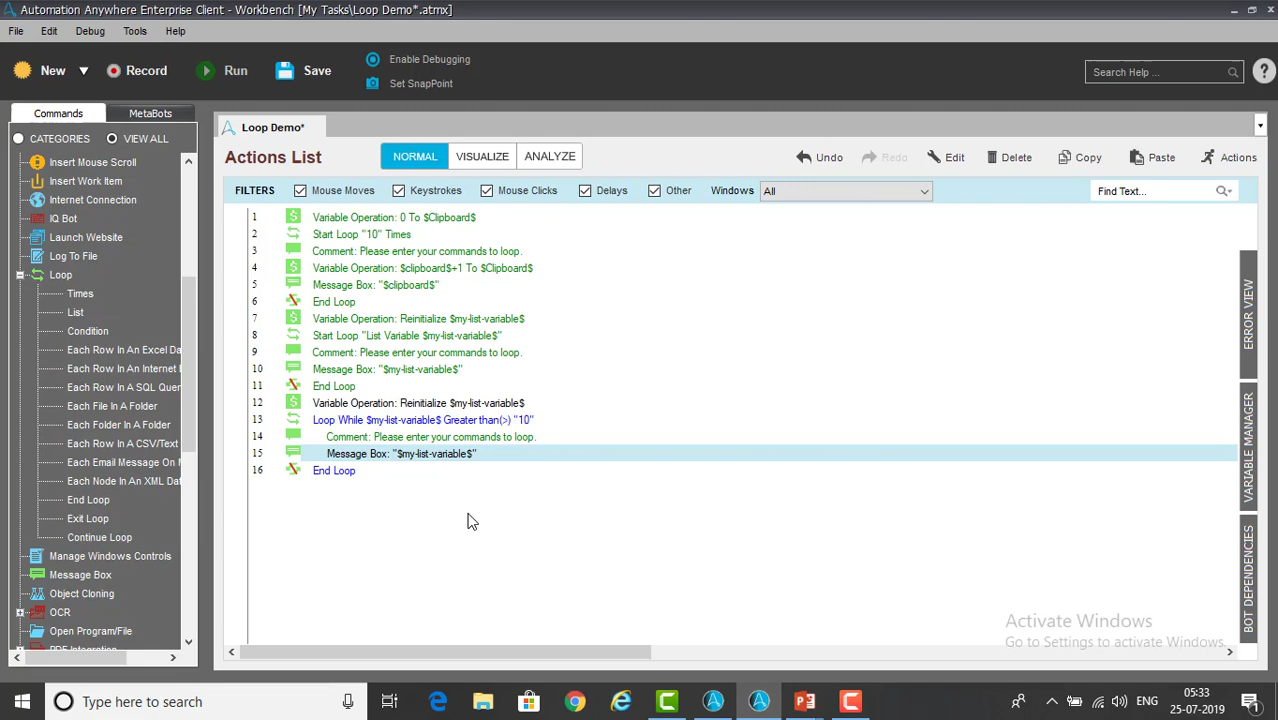 Automation Anywhere Enterprise Client - Workbench [My Tasks\Loop Demo*.atmx]
File Edit Debug Tools Help
New Record Run Save
Enable Debugging
Set SnapPoint
Search Help ...
Commands MetaBots
CATEGORIES VIEW ALL
Insert Mouse Scroll
Insert Work Item
Internet Connection
IQ Bot
Launch Website
Log To File
Loop
Times
List
Condition
Each Row In An Excel Da
Each Row In An Internet E
Each Row In A SQL Quer
Each File In A Folder
Each Folder In A Folder
Each Row In A CSV/Text
Each Email Message On M
Each Node In An XML Dat
End Loop
Exit Loop
Continue Loop
Manage Windows Controls
Message Box
Object Cloning
OCR
Open Program/File
PDF Integration
Loop Demo*
Actions List
NORMAL VISUALIZE ANALYZE
Undo Redo Edit Delete Copy Paste Actions
FILTERS Mouse Moves Keystrokes Mouse Clicks Delays Other Windows All Find Text...
1 Variable Operation: 0 To $Clipboard$
2 Start Loop "10" Times
3 Comment: Please enter your commands to loop.
4 Variable Operation: $clipboard$+1 To $Clipboard$
5 Message Box: "$clipboard$"
6 End Loop
7 Variable Operation: Reinitialize $my-list-variable$
8 Start Loop "List Variable $my-list-variable$"
9 Comment: Please enter your commands to loop.
10 Message Box: "$my-list-variable$"
11 End Loop
12 Variable Operation: Reinitialize $my-list-variable$
13 Loop While $my-list-variable$ Greater than(>) "10"
14 Comment: Please enter your commands to loop.
15 Message Box: "$my-list-variable$"
16 End Loop
ERROR VIEW
VARIABLE MANAGER
BOT DEPENDENCIES
Activate Windows
Go to Settings to activate Windows.
Type here to search
ENG
05:33
25-07-2019
1